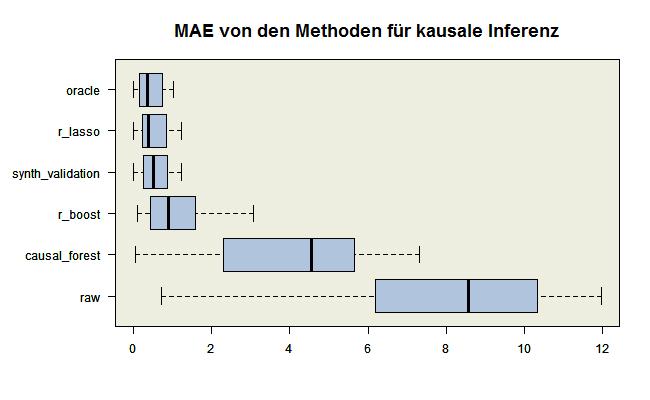 MAE von den Methoden für kausale Inferenz
oracle
r_lasso
synth_validation
r_boost
causal_forest
raw
0 2 4 6 8 10 12